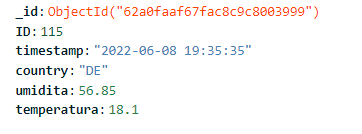 _id: ObjectId("62a0faaf67fac8c9c8003999")
ID: 115
timestamp: "2022-06-08 19:35:35"
country: "DE"
umidita: 56.85
temperatura: 18.1